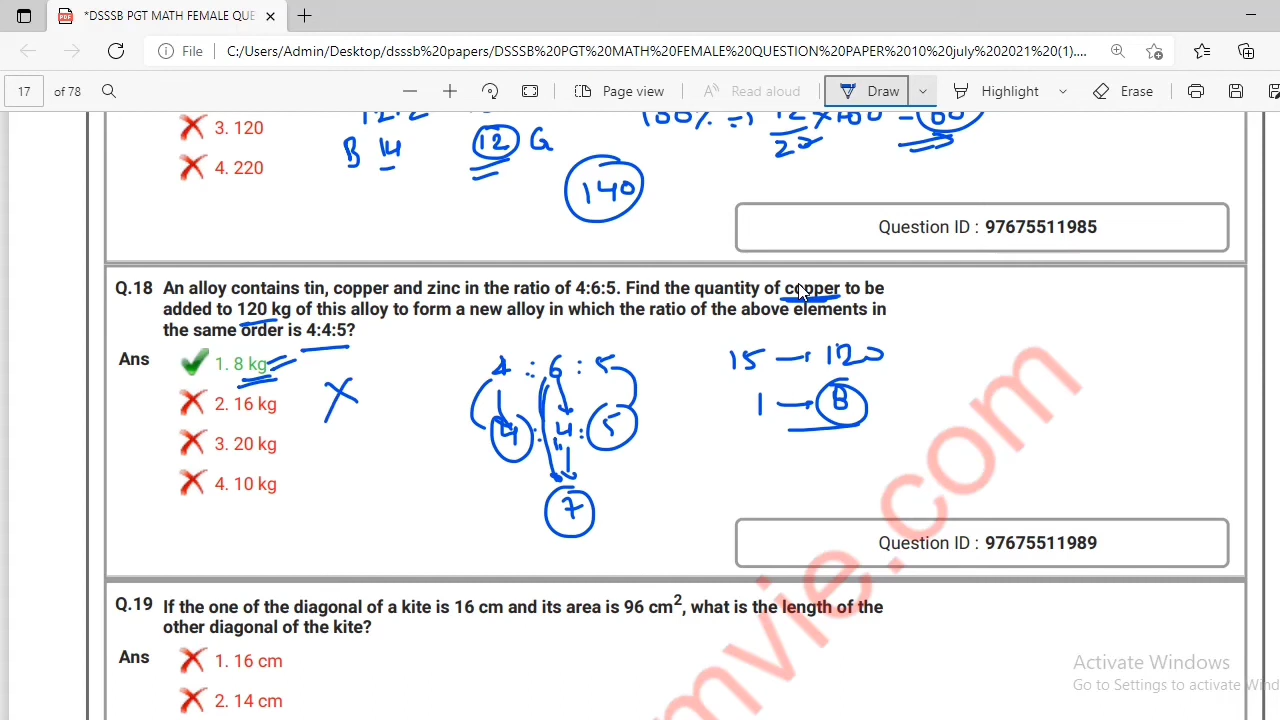 *DSSSB PGT MATH FEMALE QUE
File C:/Users/Admin/Desktop/dsssb%20papers/DSSSB%20PGT%20MATH%20FEMALE%20QUESTION%20PAPER%2010%20july%202021%20(1)....
17 of 78 Page view Read aloud Draw Highlight Erase
3. 120
B 14 12 G
4. 220
140
Question ID : 97675511985
Q.18 An alloy contains tin, copper and zinc in the ratio of 4:6:5. Find the quantity of copper to be
added to 120 kg of this alloy to form a new alloy in which the ratio of the above elements in
the same order is 4:4:5?
Ans 1. 8 kg
4 : 6 : 5 15 → 120
2. 16 kg X 1 → 8
4 : 4 : 5
3. 20 kg
4. 10 kg
7
Question ID : 97675511989
Q.19 If the one of the diagonal of a kite is 16 cm and its area is 96 cm², what is the length of the
other diagonal of the kite?
Ans 1. 16 cm
2. 14 cm
Activate Windows
Go to Settings to activate Wind
mvie.com